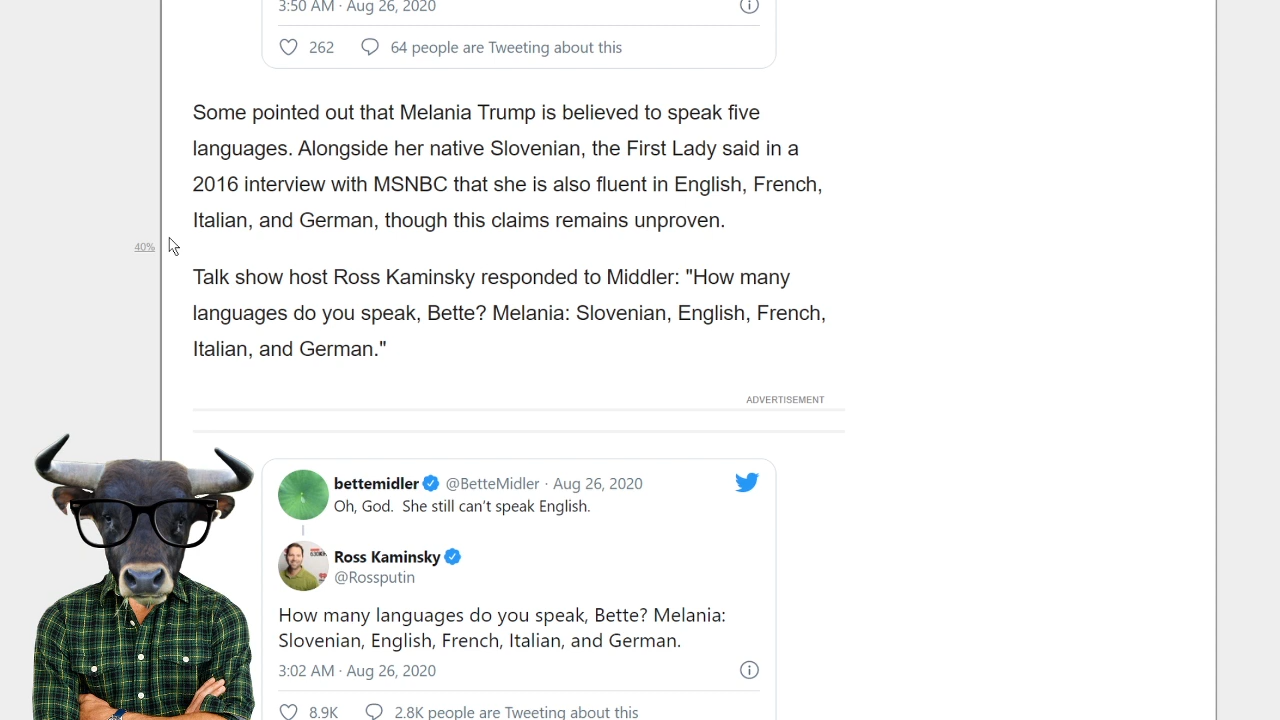 3:50 AM · Aug 26, 2020
262 64 people are Tweeting about this
Some pointed out that Melania Trump is believed to speak five
languages. Alongside her native Slovenian, the First Lady said in a
2016 interview with MSNBC that she is also fluent in English, French,
Italian, and German, though this claims remains unproven.
40%
Talk show host Ross Kaminsky responded to Middler: "How many
languages do you speak, Bette? Melania: Slovenian, English, French,
Italian, and German."
ADVERTISEMENT
bettemidler @BetteMidler · Aug 26, 2020
Oh, God. She still can't speak English.
Ross Kaminsky
@Rossputin
How many languages do you speak, Bette? Melania:
Slovenian, English, French, Italian, and German.
3:02 AM · Aug 26, 2020
8.9K 2.8K people are Tweeting about this